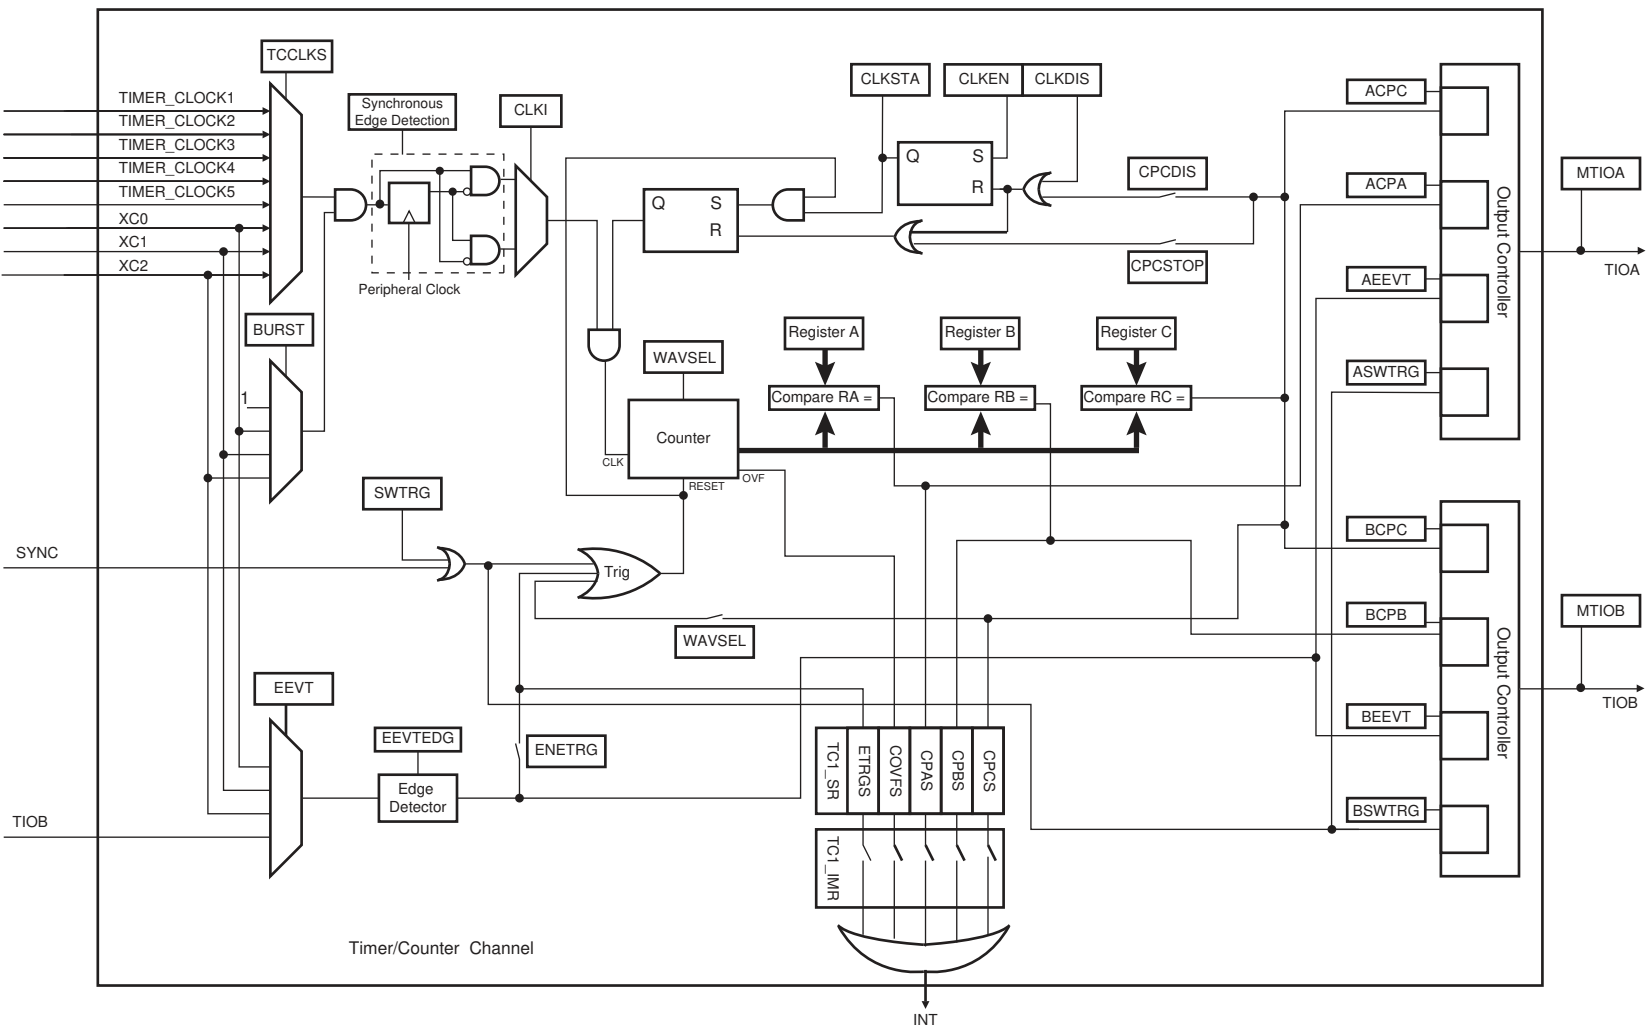 TCCLKS
TIMER_CLOCK1
TIMER_CLOCK2
TIMER_CLOCK3
TIMER_CLOCK4
TIMER_CLOCK5
XC0
XC1
XC2
Synchronous
Edge Detection
CLKI
Peripheral Clock
BURST
1
CLKSTA
CLKEN
CLKDIS
Q
S
R
Q
S
R
CPCDIS
CPCSTOP
ACPC
ACPA
AEEVT
ASWTRG
Output Controller
MTIOA
TIOA
Register A
Register B
Register C
Compare RA =
Compare RB =
Compare RC =
WAVSEL
Counter
CLK
RESET
OVF
SWTRG
SYNC
Trig
WAVSEL
EEVT
EEVTEDG
Edge
Detector
ENETRG
TIOB
BCPC
BCPB
BEEVT
BSWTRG
Output Controller
MTIOB
TIOB
TC1_SR
ETRGS
COVFS
CPAS
CPBS
CPCS
TC1_IMR
Timer/Counter Channel
INT